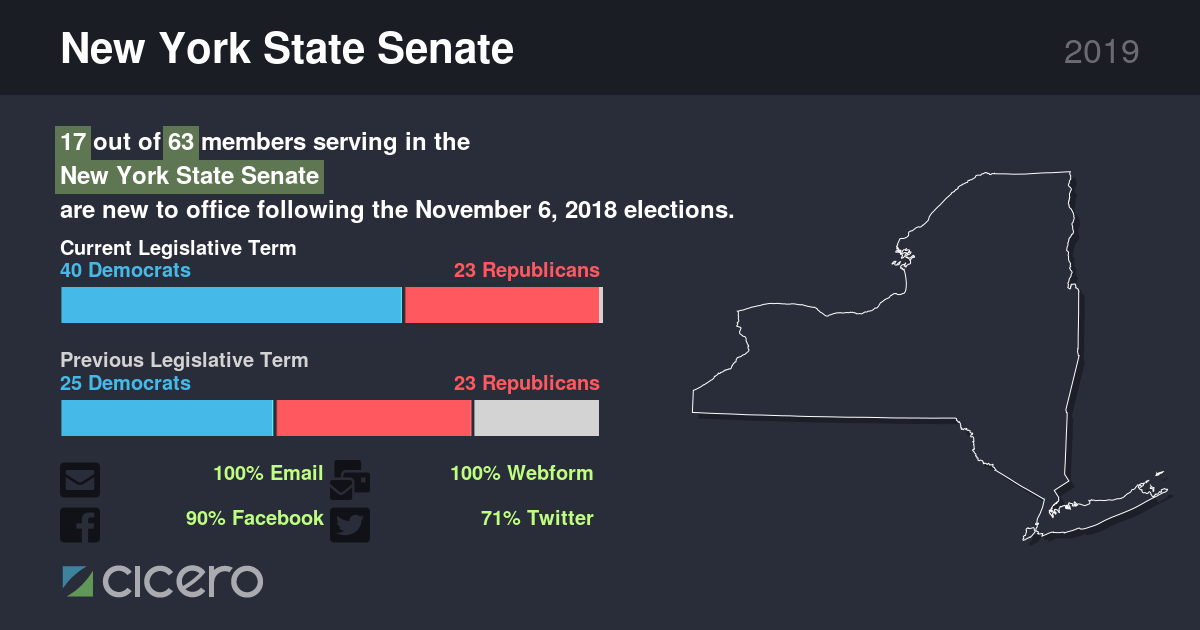 New York State Senate
2019
17 out of 63 members serving in the
New York State Senate
are new to office following the November 6, 2018 elections.
Current Legislative Term
40 Democrats 23 Republicans
Previous Legislative Term
25 Democrats 23 Republicans
100% Email 100% Webform
90% Facebook 71% Twitter
cicero